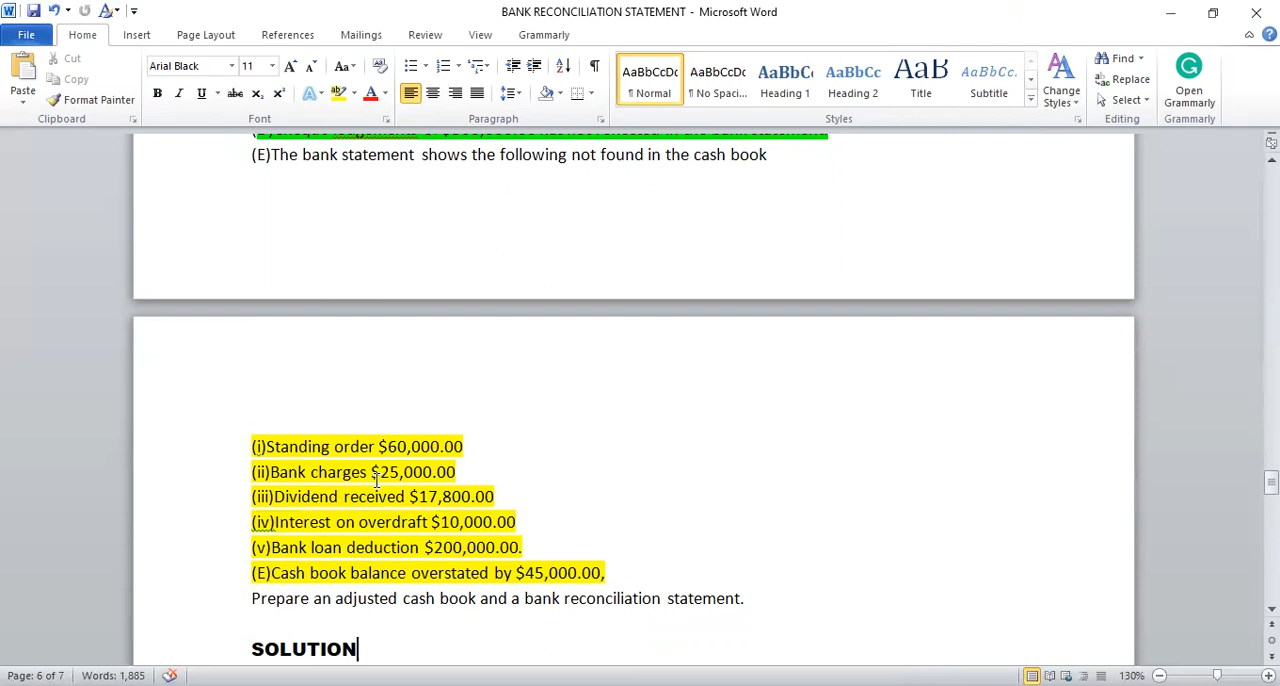 BANK RECONCILIATION STATEMENT - Microsoft Word
File Home Insert Page Layout References Mailings Review View Grammarly
Paste
Cut
Copy
Format Painter
Clipboard
Arial Black 11
Font
Paragraph
AaBbCcDc AaBbCcDc AaBbC AaBbCc AaB AaBbCc.
¶ Normal ¶ No Spaci... Heading 1 Heading 2 Title Subtitle
Styles
Change Styles
Find
Replace
Select
Editing
Open Grammarly
Grammarly
in the bank statement.
(E)The bank statement shows the following not found in the cash book
(i)Standing order $60,000.00
(ii)Bank charges $25,000.00
(iii)Dividend received $17,800.00
(iv)Interest on overdraft $10,000.00
(v)Bank loan deduction $200,000.00.
(E)Cash book balance overstated by $45,000.00,
Prepare an adjusted cash book and a bank reconciliation statement.
SOLUTION
Page: 6 of 7 Words: 1,885 130%